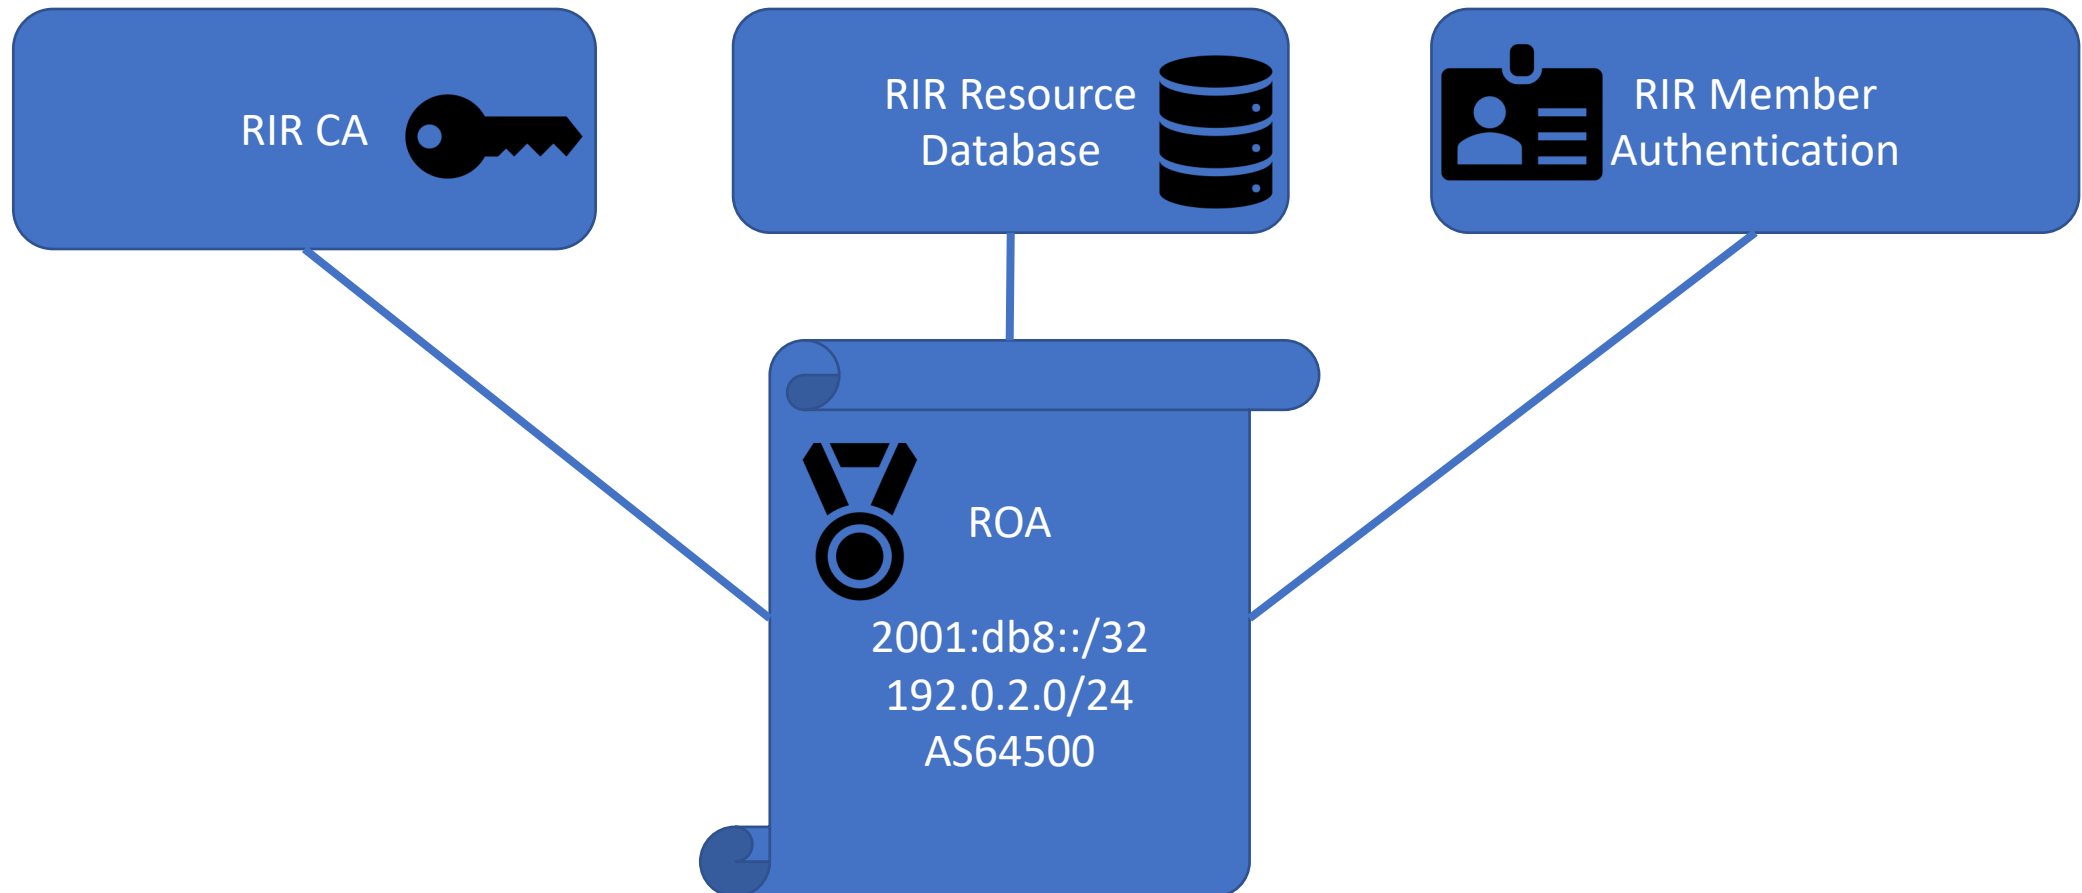 RIR CA
RIR Resource
Database
RIR Member
Authentication
ROA
2001:db8::/32
192.0.2.0/24
AS64500